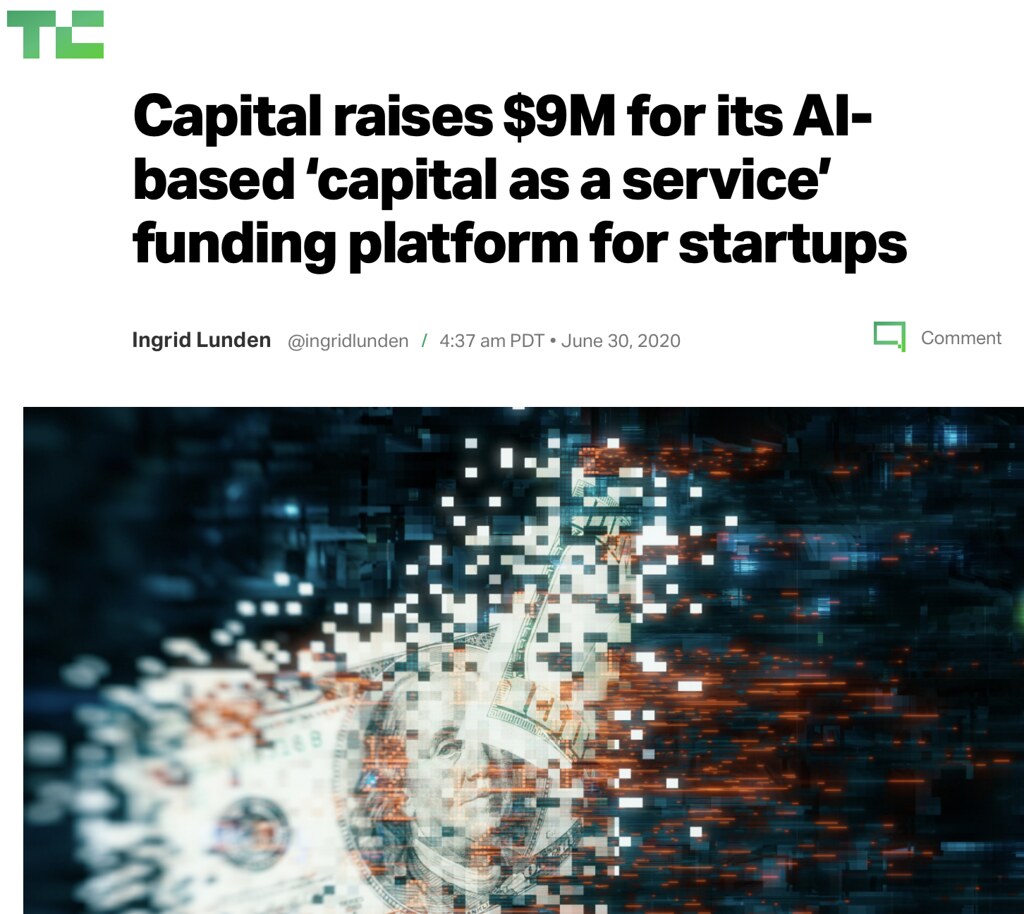 TC
Capital raises $9M for its AI-
based ‘capital as a service’
funding platform for startups
Ingrid Lunden @ingridlunden / 4:37 am PDT • June 30, 2020
Comment